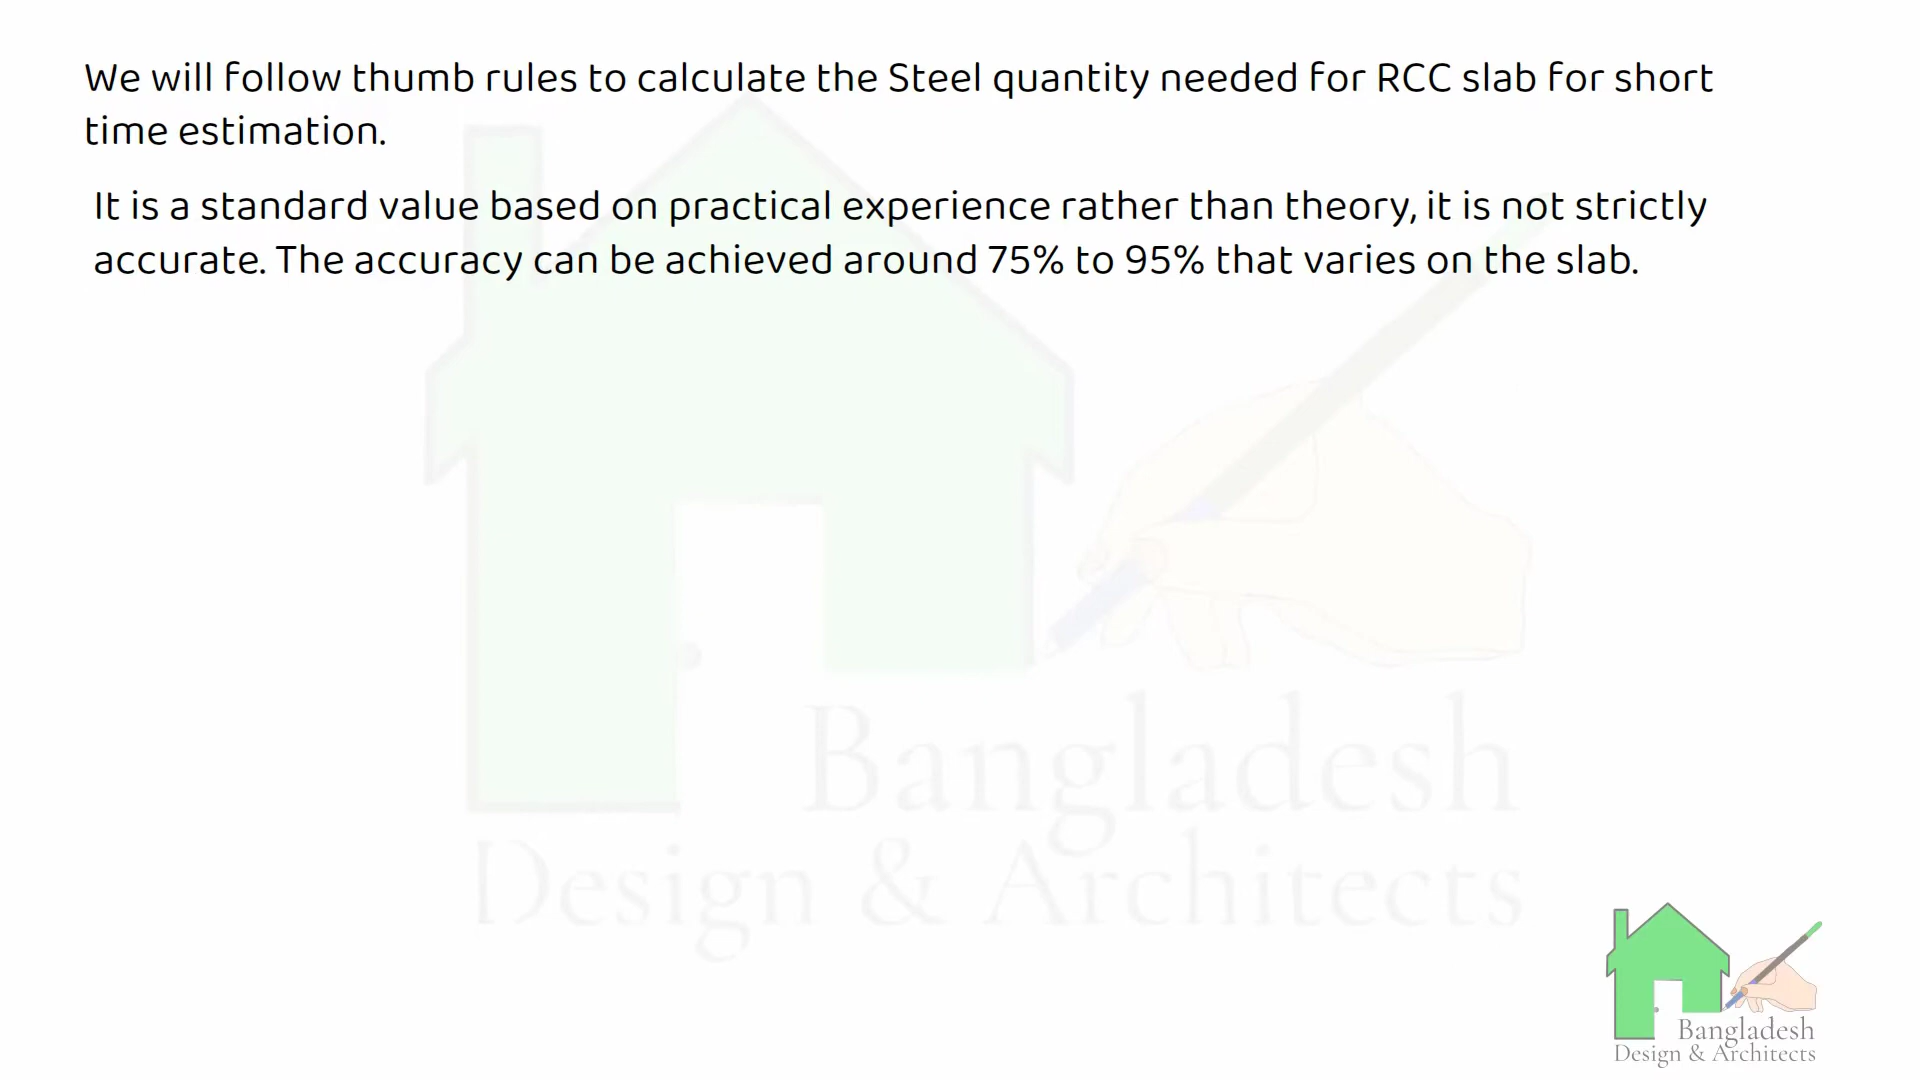 We will follow thumb rules to calculate the Steel quantity needed for RCC slab for short
time estimation.
It is a standard value based on practical experience rather than theory, it is not strictly
accurate. The accuracy can be achieved around 75% to 95% that varies on the slab.
Bangladesh
Design & Architects
Bangladesh
Design & Architects